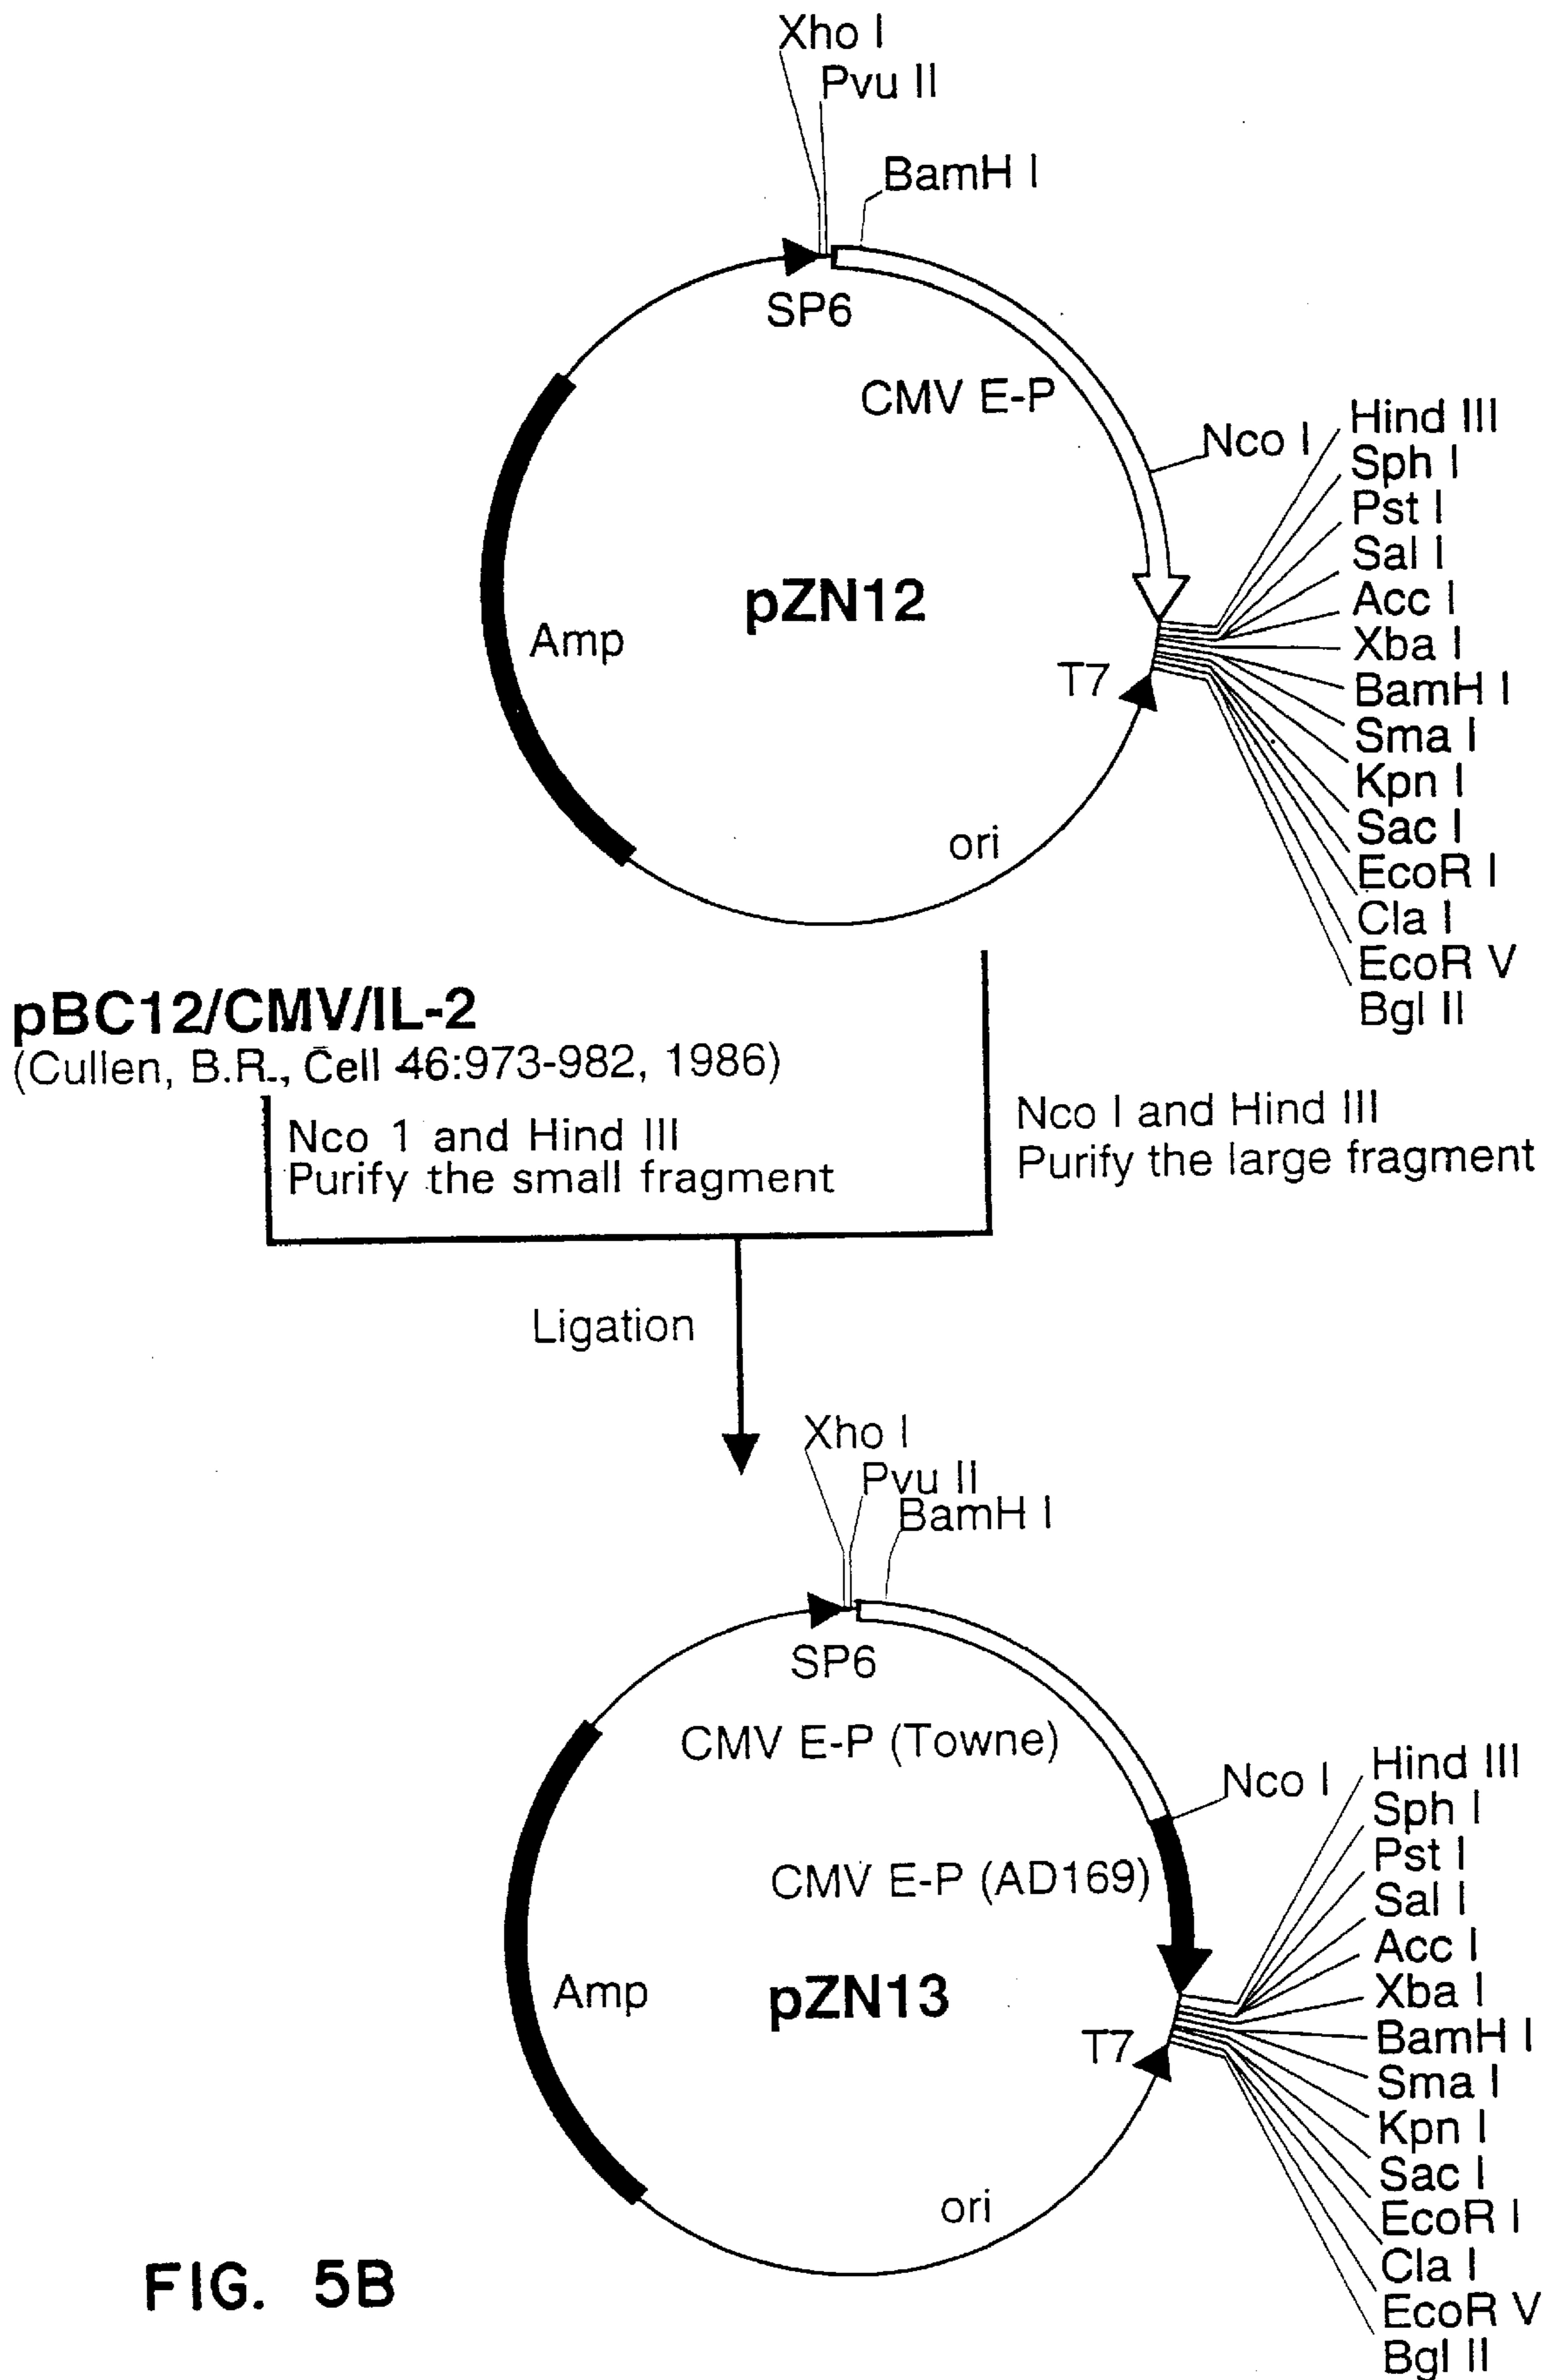 Xho I
Pvu II
BamH I
SP6
CMV E-P
Nco I
Hind III
Sph I
Pst I
Sal I
Acc I
Xba I
BamH I
Sma I
Kpn I
Sac I
EcoR I
Cla I
EcoR V
Bgl II
pZN12
Amp
T7
ori
pBC12/CMV/IL-2
(Cullen, B.R., Cell 46:973-982, 1986)
Nco 1 and Hind III
Purify the small fragment
Nco I and Hind III
Purify the large fragment
Ligation
Xho I
Pvu II
BamH I
SP6
CMV E-P (Towne)
Nco I
CMV E-P (AD169)
Hind III
Sph I
Pst I
Sal I
Acc I
Xba I
BamH I
Sma I
Kpn I
Sac I
EcoR I
Cla I
EcoR V
Bgl II
Amp
pZN13
T7
ori
FIG. 5B